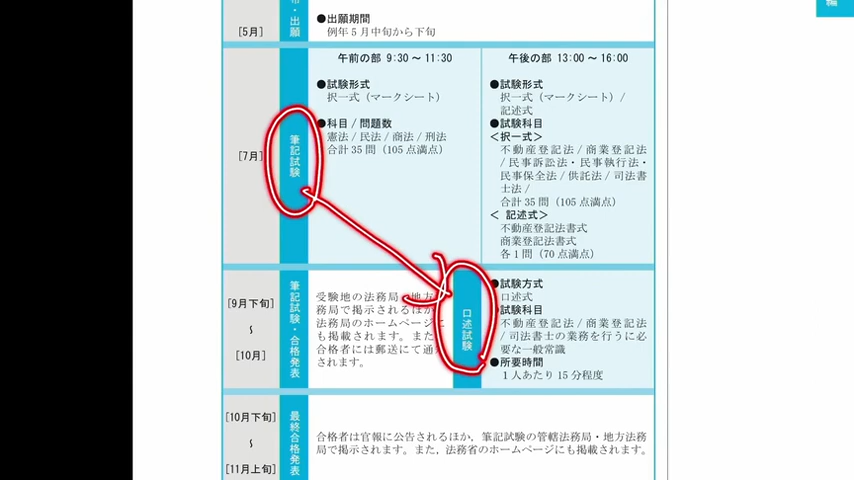 [5月]
布・出願
●出願期間
例年5月中旬から下旬
[7月]
筆記試験
午前の部 9:30～11:30
●試験形式
択一式（マークシート）
●科目/問題数
憲法/民法/商法/刑法
合計35問（105点満点）
午後の部 13:00～16:00
●試験形式
択一式（マークシート）/
記述式
●試験科目
<択一式>
不動産登記法/商業登記法
/民事訴訟法・民事執行法・
民事保全法/供託法/司法書
士法/
合計35問（105点満点）
< 記述式>
不動産登記法書式
商業登記法書式
各1問（70点満点）
[9月下旬]
～
[10月]
筆記試験・合格発表
受験地の法務局
地方
務局で掲示されるほか
法務局のホームページに
も掲載されます。また
合格者には郵送にて通
されます。
口述試験
●試験方式
口述式
●試験科目
不動産登記法/商業登記法
/司法書士の業務を行うに必
要な一般常識
●所要時間
1人あたり15分程度
[10月下旬]
～
[11月上旬]
最終合格発表
合格者は官報に公告されるほか，筆記試験の管轄法務局・地方法務
局で掲示されます。また，法務省のホームページにも掲載されます。